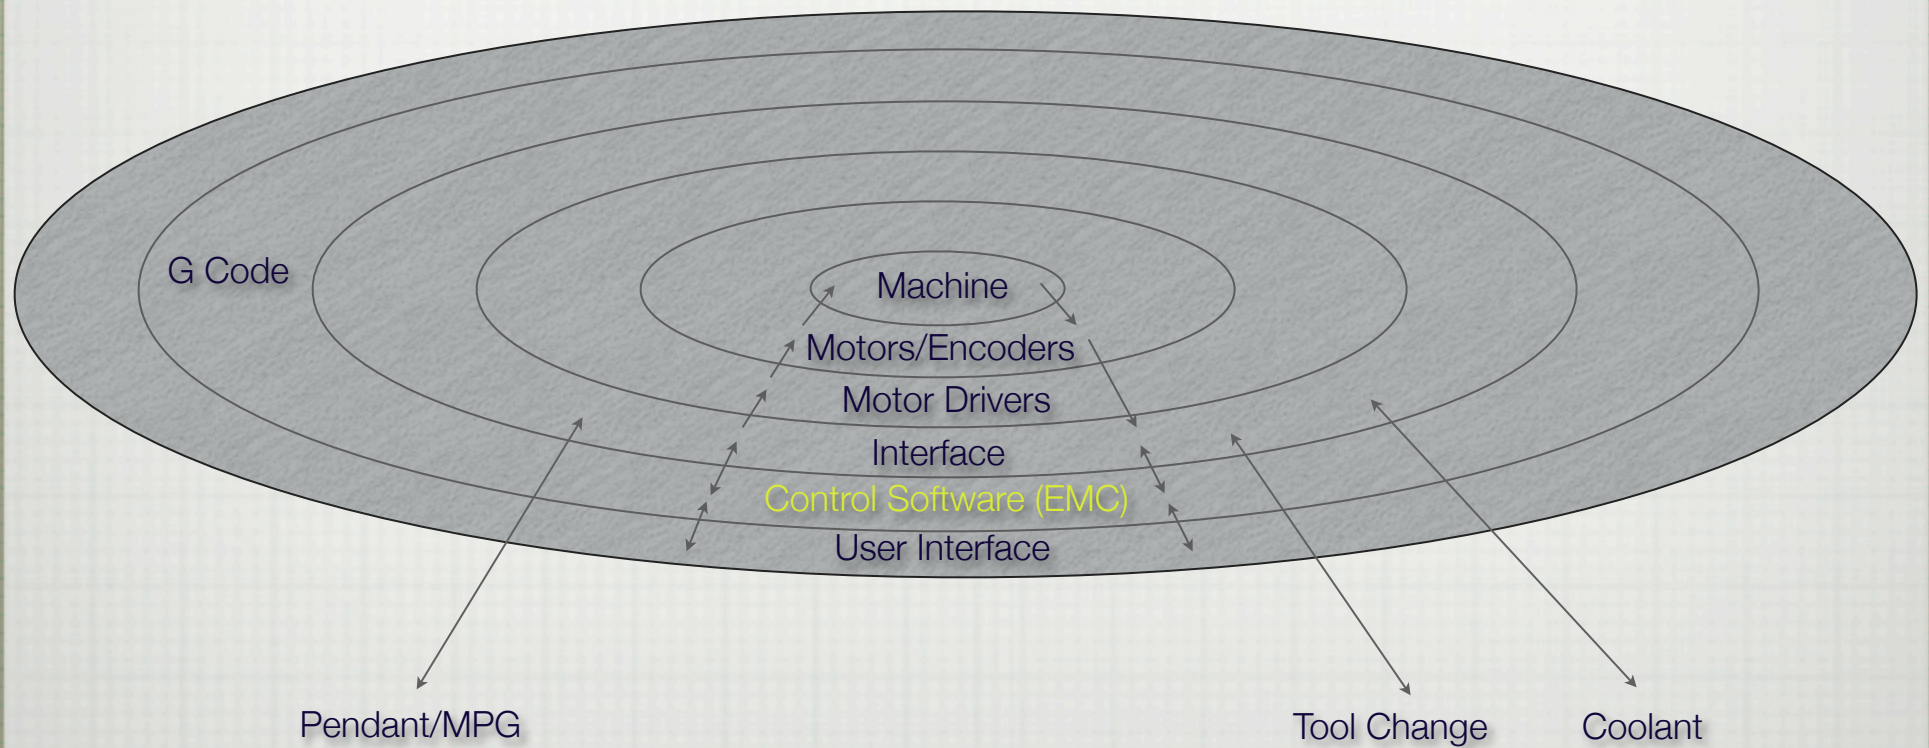 G Code
Machine
Motors/Encoders
Motor Drivers
Interface
Control Software (EMC)
User Interface
Pendant/MPG
Tool Change
Coolant